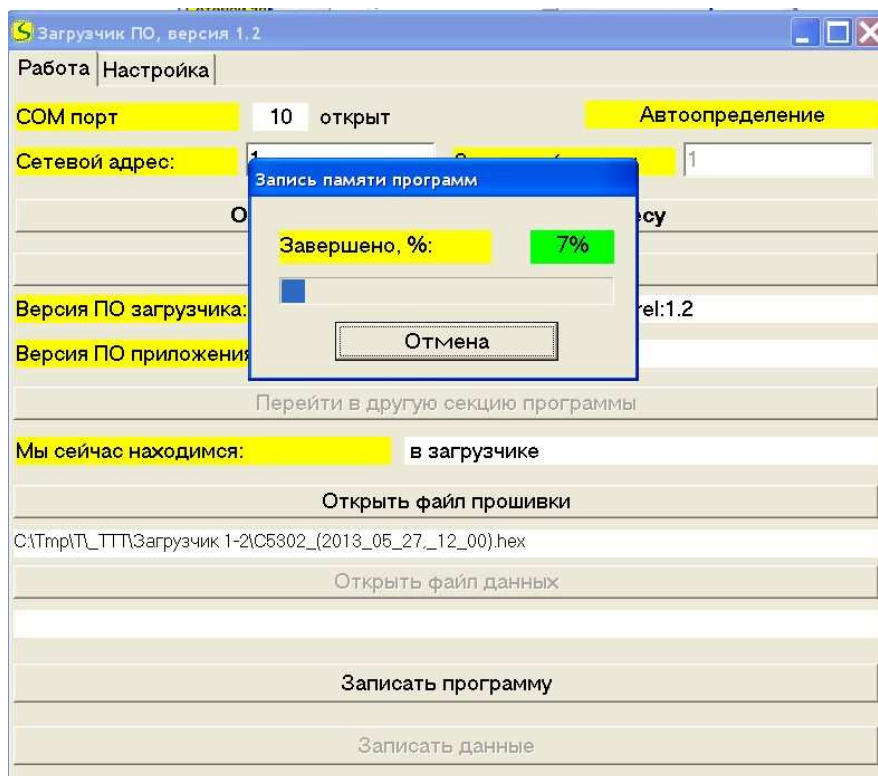 Загрузчик ПО, версия 1.2
Работа Настройка
COM порт 10 открыт Автоопределение
Сетевой адрес: 1 1
Запись памяти программ
Завершено, %: 7%
Отмена
Версия ПО загрузчика: rel:1.2
Версия ПО приложения
Перейти в другую секцию программы
Мы сейчас находимся: в загрузчике
Открыть файл прошивки
C:\Tmp\T\_TTT\Загрузчик 1-2\C5302_(2013_05_27,_12_00).hex
Открыть файл данных
Записать программу
Записать данные